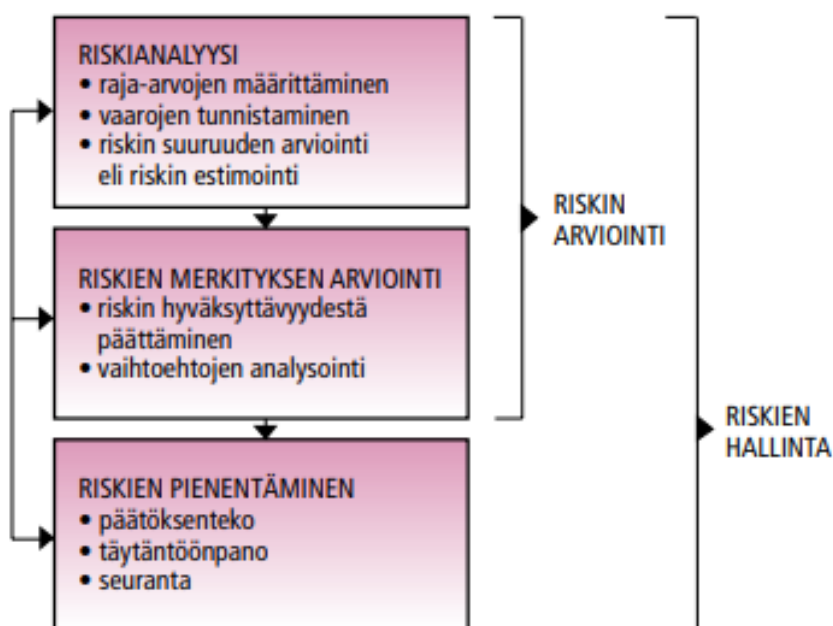 RISKIANALYYSI
• raja-arvojen määrittäminen
• vaarojen tunnistaminen
• riskin suuruuden arviointi
eli riskin estimointi
RISKIEN MERKITYKSEN ARVIOINTI
• riskin hyväksyttävyydestä
päättäminen
• vaihtoehtojen analysointi
RISKIEN PIENENTÄMINEN
• päätöksenteko
• täytäntöönpano
• seuranta
RISKIN
ARVIOINTI
RISKIEN
HALLINTA